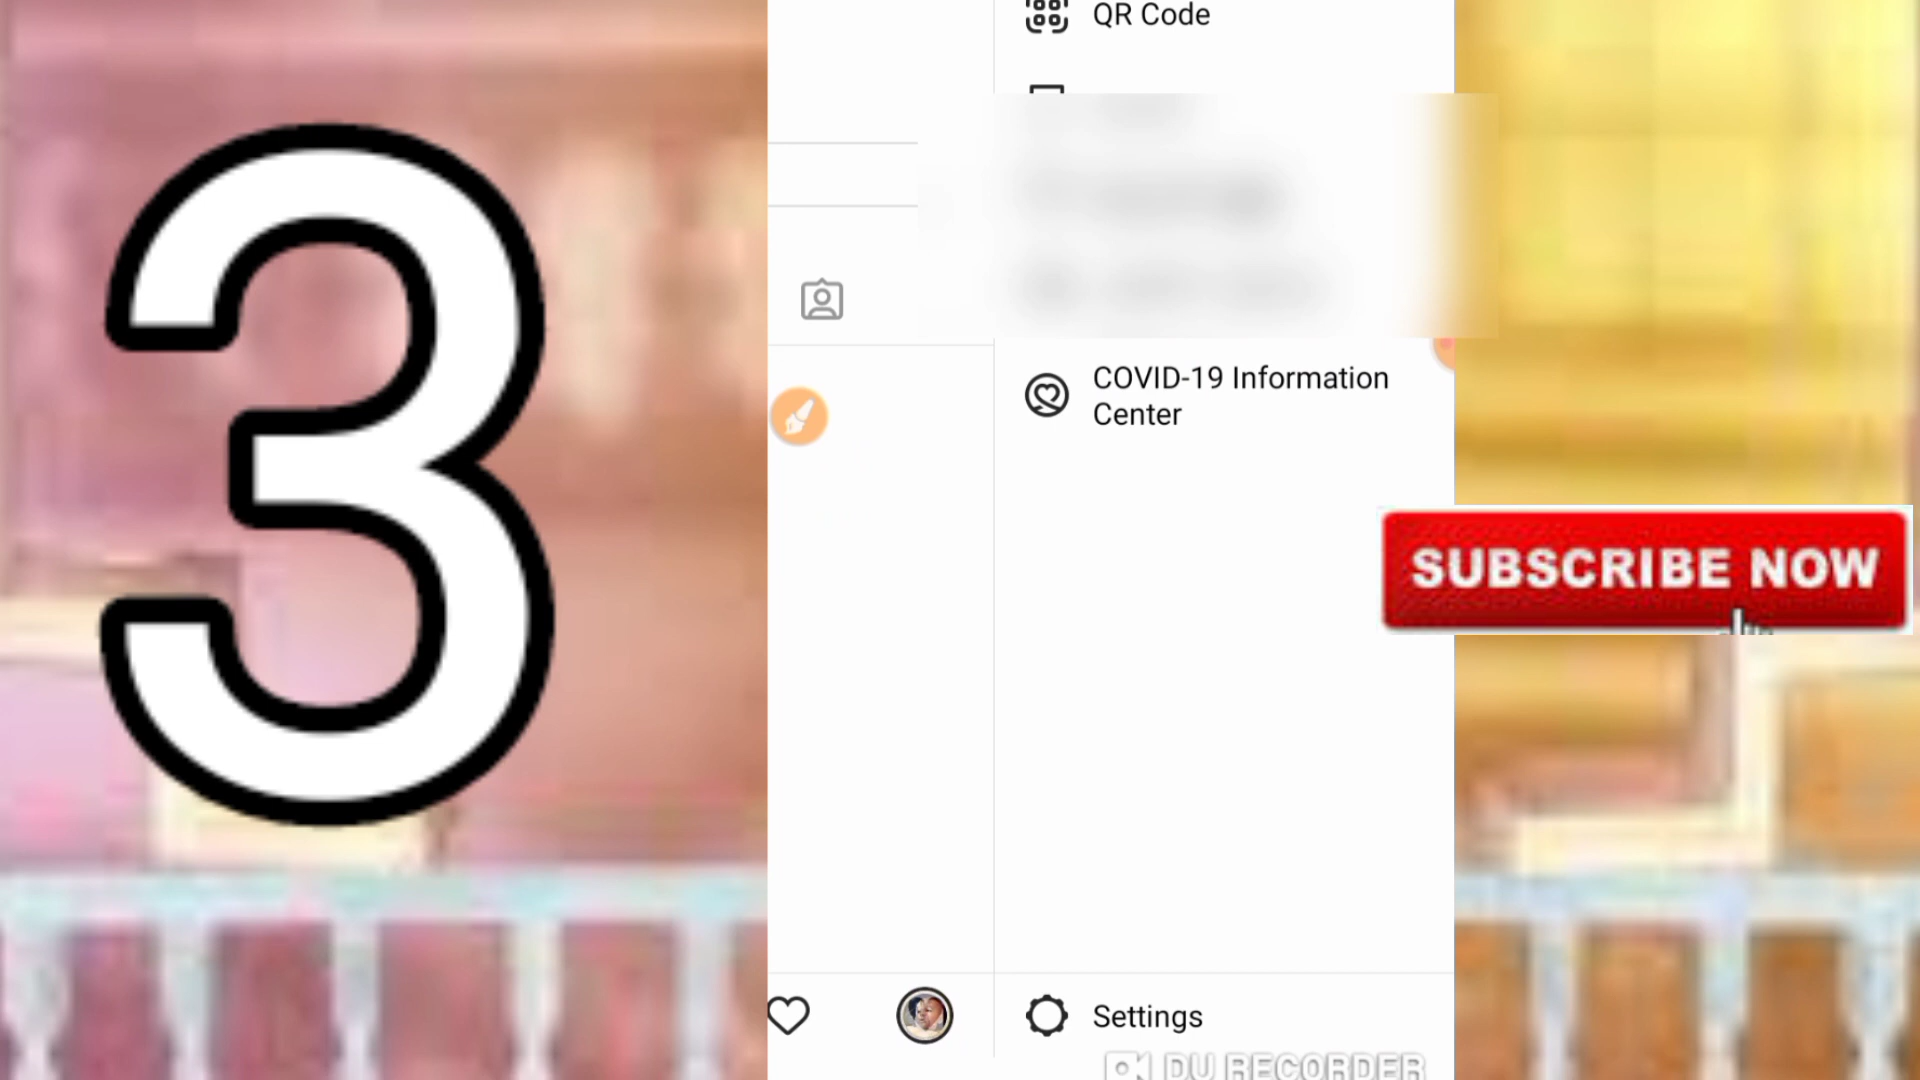 3
QR Code
COVID-19 Information
Center
SUBSCRIBE NOW
Settings
DU RECORDER